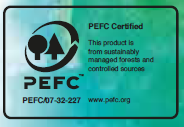 PEFC Certified
This product is
from sustainably
managed forests and
controlled sources
PEFC™
PEFC/07-32-227
www.pefc.org